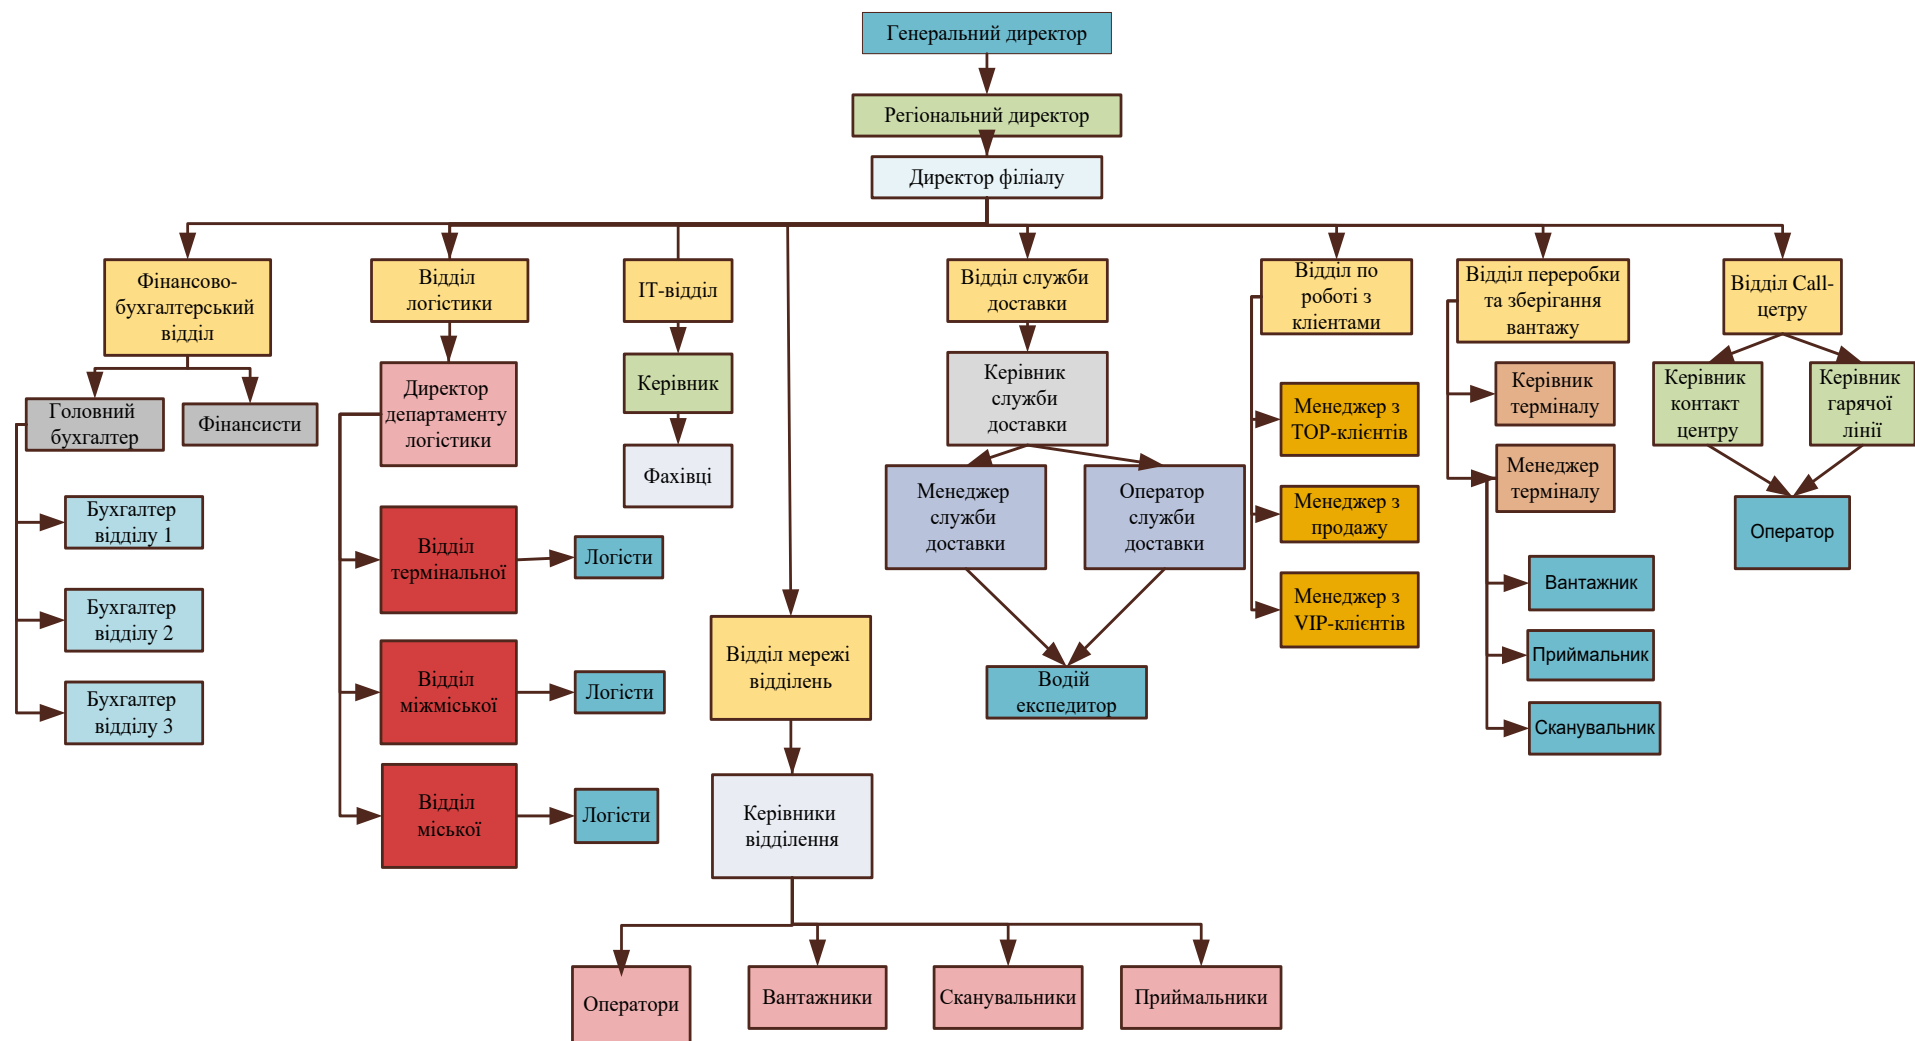 Генеральний директор
Регіональний директор
Директор філіалу
Фінансово-
бухгалтерський
відділ
Відділ
логістики
ІТ-відділ
Відділ служби
доставки
Відділ по
роботі з
кліентами
Відділ переробки
та зберігання
вантажу
Відділ Call-
цетру
Головний
бухгалтер
Фінансисти
Директор
департаменту
логістики
Керівник
Фахівці
Керівник
служби
доставки
Менеджер з
ТОР-клієнтів
Керівник
терміналу
Керівник
контакт
центру
Керівник
гарячої
лінії
Менеджер
терміналу
Бухгалтер
відділу 1
Бухгалтер
відділу 2
Бухгалтер
відділу 3
Відділ
термінальної
Логісти
Відділ
міжміської
Логісти
Відділ
міської
Логісти
Менеджер
служби
доставки
Оператор
служби
доставки
Менеджер з
продажу
Менеджер з
VIP-клієнтів
Оператор
Вантажник
Приймальник
Сканувальник
Відділ мережі
відділень
Водій
експедитор
Керівники
відділення
Оператори
Вантажники
Сканувальники
Приймальники